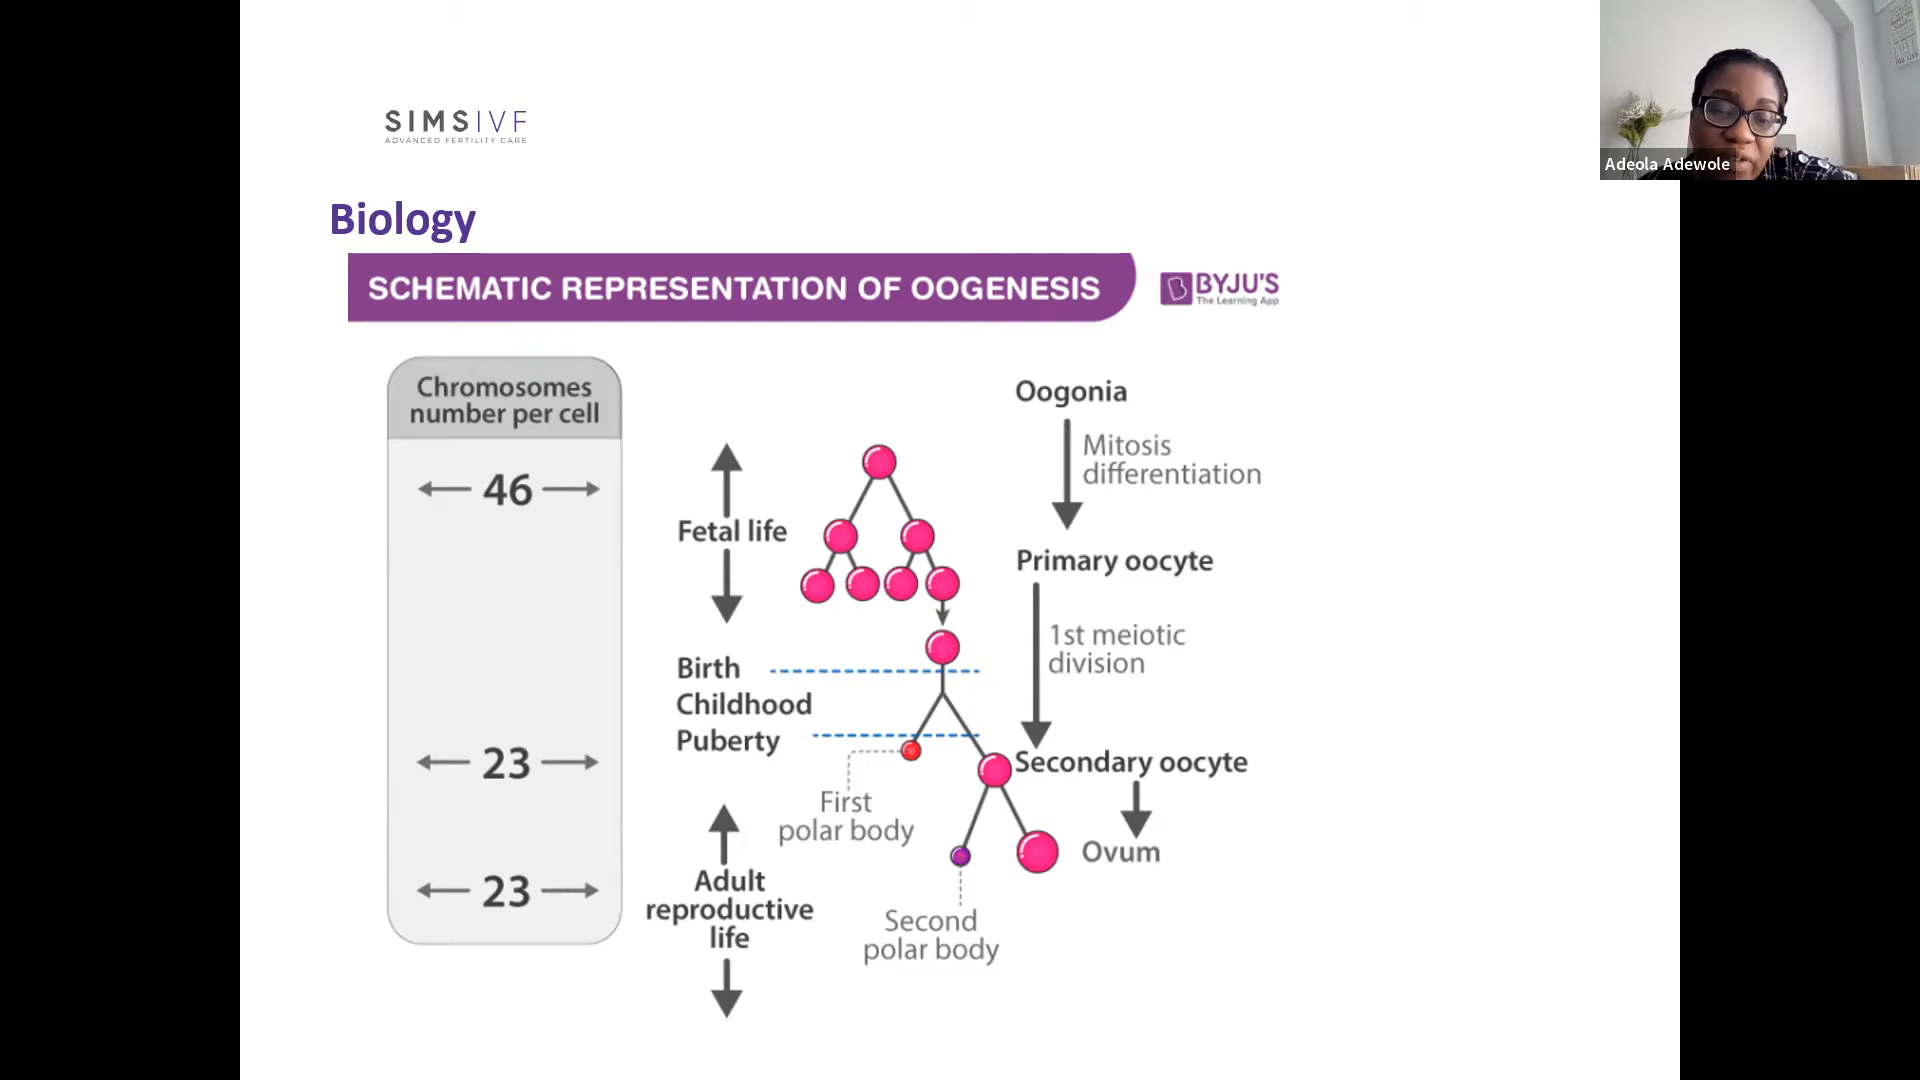 SIMSIVF
ADVANCED FERTILITY CARE
Adeola Adewole
Biology
SCHEMATIC REPRESENTATION OF OOGENESIS
BYJU'S
The Learning App
Chromosomes
number per cell
46
23
23
Fetal life
Birth
Childhood
Puberty
Adult
reproductive
life
First
polar body
Second
polar body
Oogonia
Mitosis
differentiation
Primary oocyte
1st meiotic
division
Secondary oocyte
Ovum